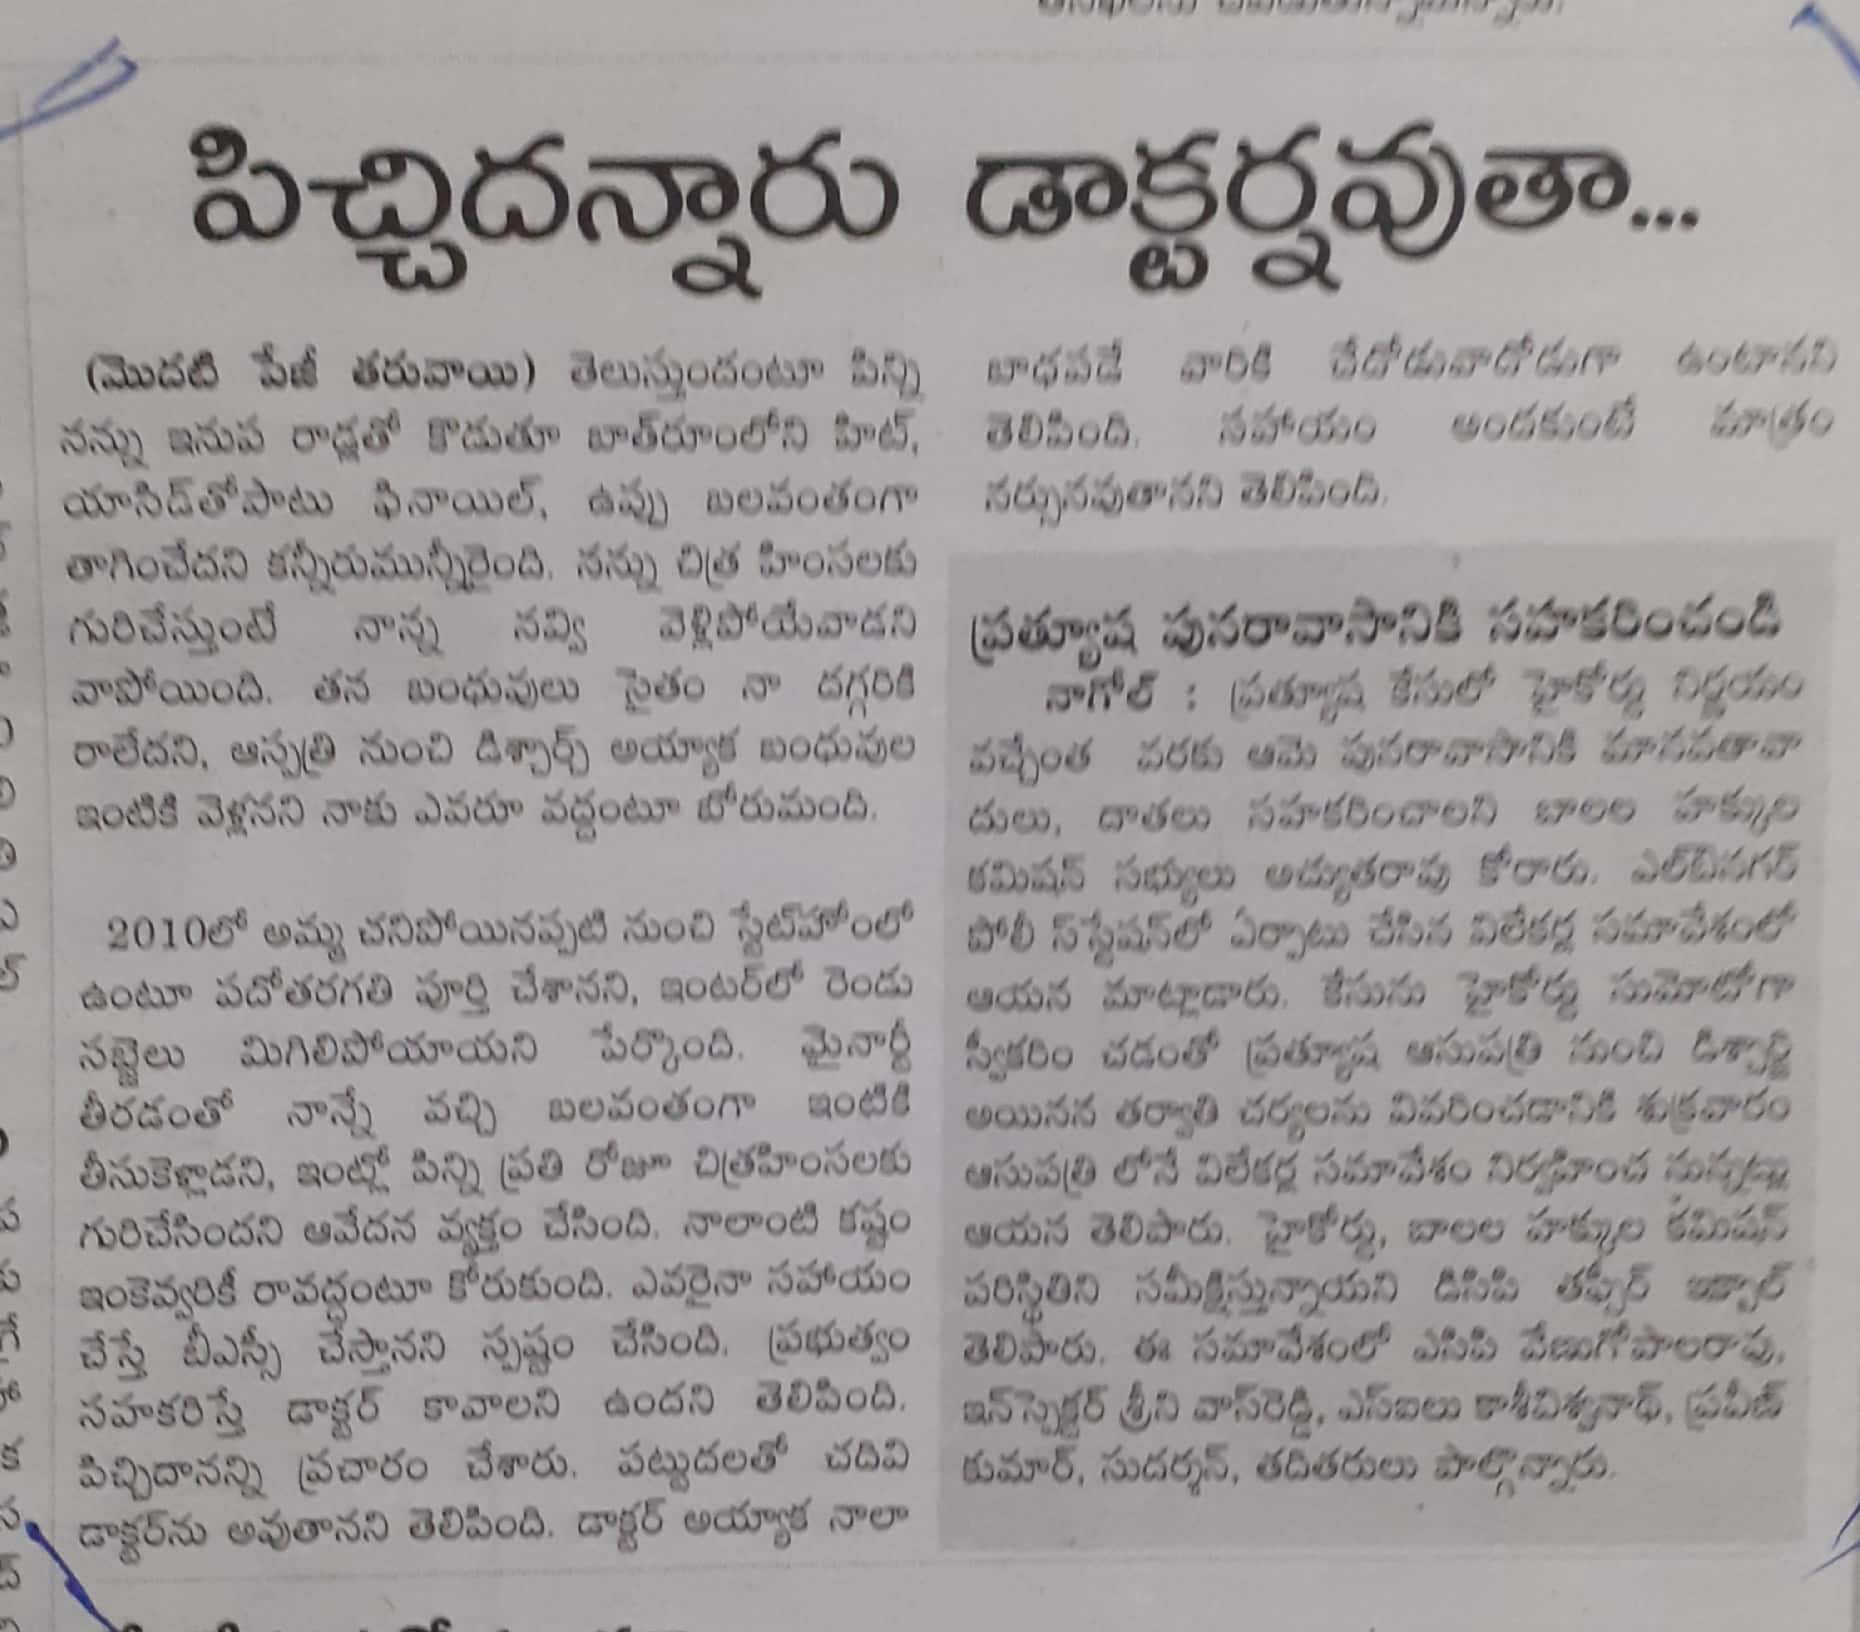 పిచ్చిదన్నారు డాక్టర్నవుతా...
(మొదటి పేజీ తరువాయి) తెలుస్తుందంటూ పిన్ని
నన్ను ఇనుప రాడ్లతో కొడుతూ బాత్‌రూంలోని హిట్,
యాసిడ్‌తోపాటు ఫినాయిల్, ఉప్పు బలవంతంగా
తాగించేదని కన్నీరుమున్నీరైంది. నన్ను చిత్ర హింసలకు
గురిచేస్తుంటే నాన్న నవ్వి వెళ్లిపోయేవాడని
వాపోయింది. తన బంధువులు సైతం నా దగ్గరికి
రాలేదని, ఆస్పత్రి నుంచి డిశ్చార్చ్ అయ్యాక బంధువుల
ఇంటికి వెళ్లనని నాకు ఎవరూ వద్దంటూ బోరుమంది.
2010లో అమ్మ చనిపోయినప్పటి నుంచి స్టేట్‌హోంలో
ఉంటూ పదోతరగతి పూర్తి చేశానని, ఇంటర్‌లో రెండు
సబ్జెలు మిగిలిపోయాయని పేర్కొంది. మైనార్టీ
తీరడంతో నాన్నే వచ్చి బలవంతంగా ఇంటికి
తీసుకెళ్లాడని, ఇంట్లో పిన్ని ప్రతి రోజూ చిత్రహింసలకు
గురిచేసిందని ఆవేదన వ్యక్తం చేసింది. నాలాంటి కష్టం
ఇంకెవ్వరికీ రావద్దంటూ కోరుకుంది. ఎవరైనా సహాయం
చేస్తే బీఎస్సీ చేస్తానని స్పష్టం చేసింది. ప్రభుత్వం
సహకరిస్తే డాక్టర్ కావాలని ఉందని తెలిపింది.
పిచ్చిదానన్ని ప్రచారం చేశారు. పట్టుదలతో చదివి
డాక్టర్‌ను అవుతానని తెలిపింది. డాక్టర్ అయ్యాక నాలా
బాధపడే వారికి చేదోడువాదోడుగా ఉంటానని
తెలిపింది. సహాయం అందకుంటే మాత్రం
నర్సునవుతానని తెలిపింది.
ప్రత్యూష పునరావాసానికి సహకరించండి
నాగోల్ : ప్రత్యూష కేసులో హైకోర్టు నిర్ణయం
వచ్చేంత వరకు ఆమె పునరావాసానికి మానవతావా
దులు, దాతలు సహకరించాలని బాలల హక్కుల
కమిషన్ సభ్యులు అచ్యుతరావు కోరారు. ఎల్‌బినగర్
పోలీ స్‌స్టేషన్‌లో ఏర్పాటు చేసిన విలేకర్ల సమావేశంలో
ఆయన మాట్లాడారు. కేసును హైకోర్టు సుమోటోగా
స్వీకరిం చడంతో ప్రత్యూష ఆసుపత్రి నుంచి డిశ్చార్జి
అయినన తర్వాతి చర్యలను వివరించడానికి శుక్రవారం
ఆసుపత్రి లోనే విలేకర్ల సమావేశం నిర్వహించ నున్నట్లు
ఆయన తెలిపారు. హైకోర్టు, బాలల హక్కుల కమిషన్
పరిస్థితిని సమీక్షిస్తున్నాయని డిసిపి తఫ్సీర్ ఇక్బాల్
తెలిపారు. ఈ సమావేశంలో ఎసిపి వేణుగోపాలరావు,
ఇన్‌స్పెక్టర్ శ్రీని వాస్‌రెడ్డి, ఎస్ఐలు కాశీవిశ్వనాథ్, ప్రవీణ్
కుమార్, సుదర్శన్, తదితరులు పాల్గొన్నారు.